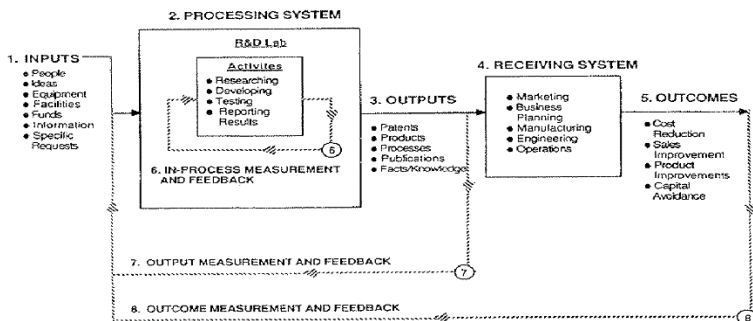 2. PROCESSING SYSTEM
R&D Lab
1. INPUTS
● People
● Ideas
● Equipment
● Facilities
● Funds
● Information
● Specific
Requests
Activites
● Researching
● Developing
● Testing
● Reporting
Results
6
6. IN-PROCESS MEASUREMENT
AND FEEDBACK
3. OUTPUTS
● Patents
● Products
● Processes
● Publications
● Facts/Knowledge
4. RECEIVING SYSTEM
● Marketing
● Business
Planning
● Manufacturing
● Engineering
● Operations
5. OUTCOMES
● Cost
Reduction
● Sales
Improvement
● Product
Improvements
● Capital
Avoidance
7. OUTPUT MEASUREMENT AND FEEDBACK
7
8. OUTCOME MEASUREMENT AND FEEDBACK
8